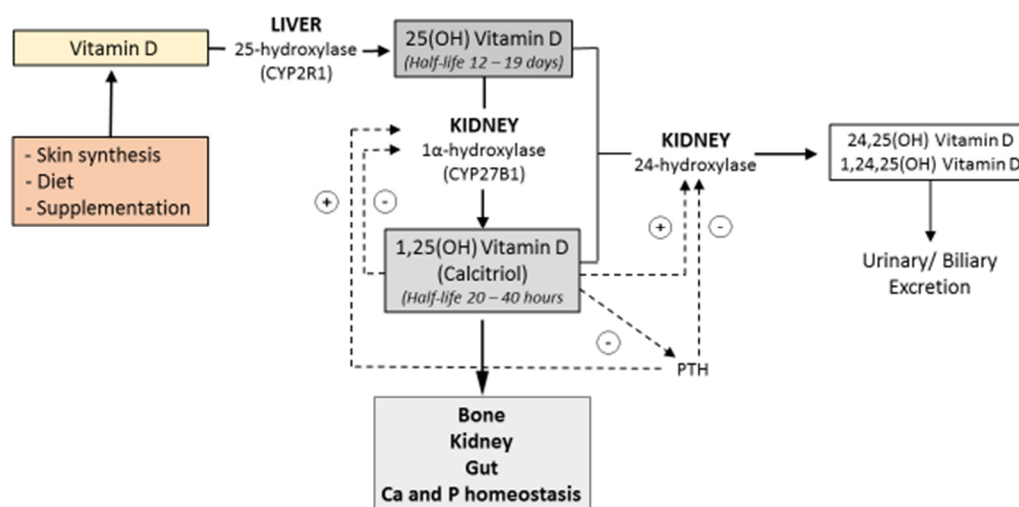 Vitamin D
- Skin synthesis
- Diet
- Supplementation
LIVER
25-hydroxylase
(CYP2R1)
25(OH) Vitamin D
(Half-life 12 – 19 days)
KIDNEY
1α-hydroxylase
(CYP27B1)
+
-
1,25(OH) Vitamin D
(Calcitriol)
(Half-life 20 – 40 hours
KIDNEY
24-hydroxylase
+
-
-
PTH
24,25(OH) Vitamin D
1,24,25(OH) Vitamin D
Urinary/ Biliary
Excretion
Bone
Kidney
Gut
Ca and P homeostasis